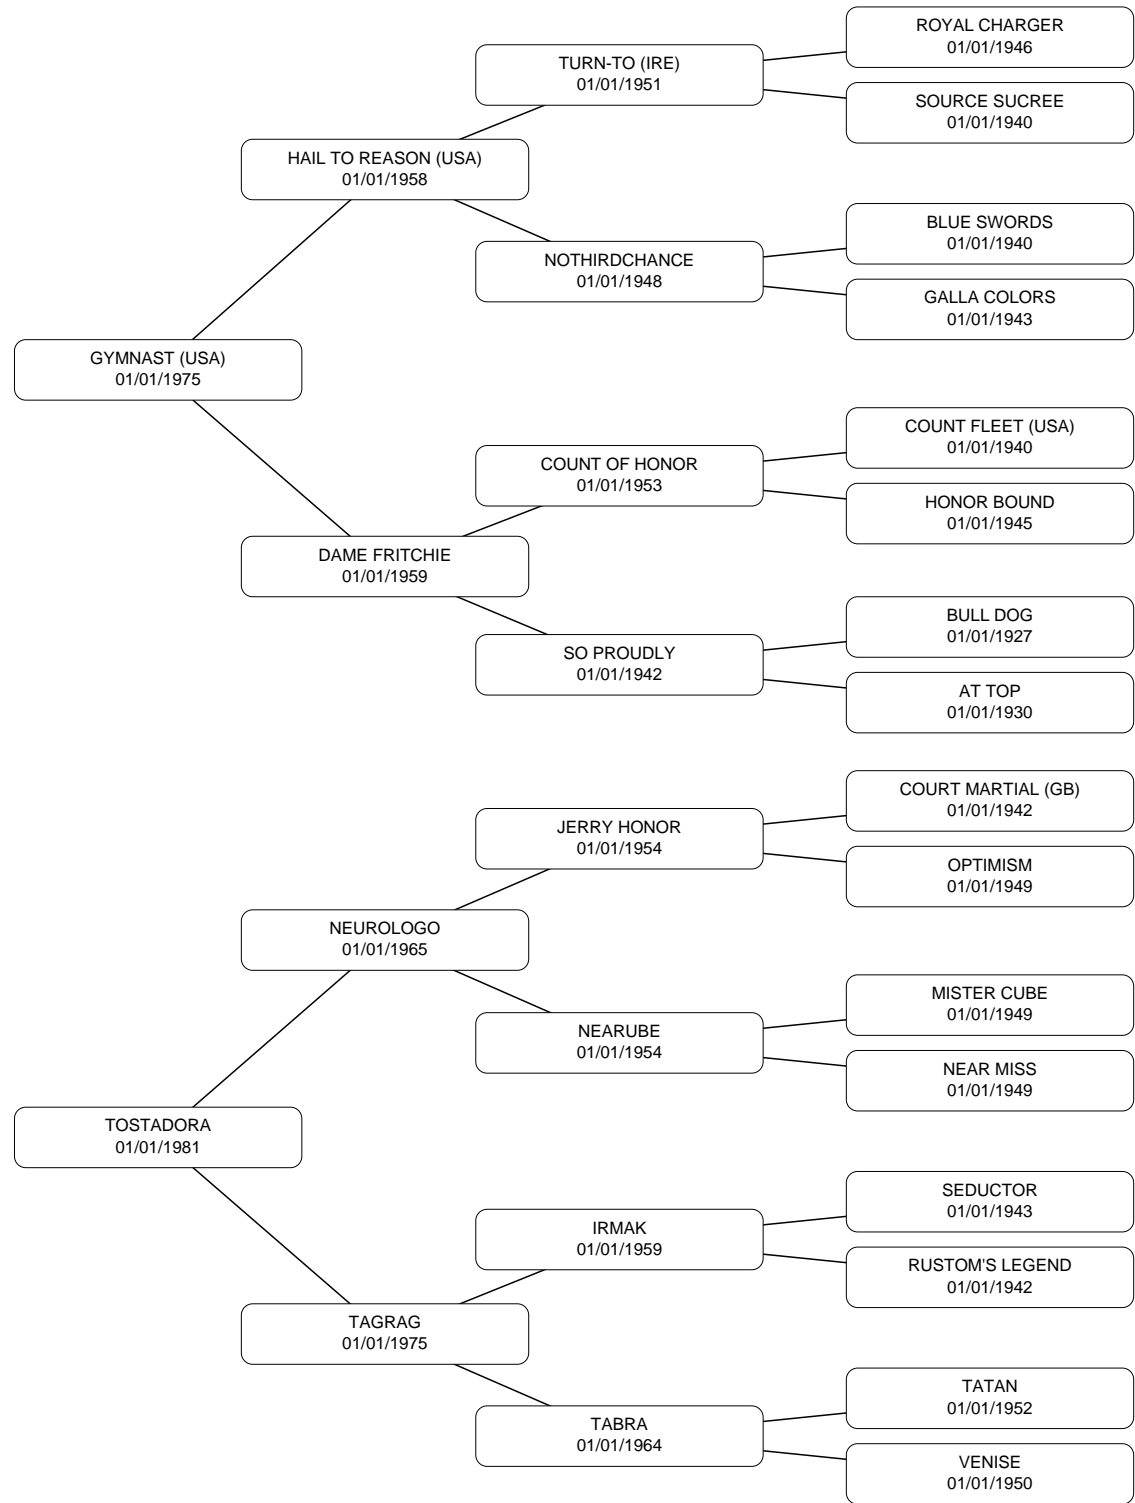 ROYAL CHARGER
01/01/1946
TURN-TO (IRE)
01/01/1951
SOURCE SUCREE
01/01/1940
HAIL TO REASON (USA)
01/01/1958
BLUE SWORDS
01/01/1940
NOTHIRDCHANCE
01/01/1948
GALLA COLORS
01/01/1943
GYMNAST (USA)
01/01/1975
COUNT FLEET (USA)
01/01/1940
COUNT OF HONOR
01/01/1953
HONOR BOUND
01/01/1945
DAME FRITCHIE
01/01/1959
BULL DOG
01/01/1927
SO PROUDLY
01/01/1942
AT TOP
01/01/1930
COURT MARTIAL (GB)
01/01/1942
JERRY HONOR
01/01/1954
OPTIMISM
01/01/1949
NEUROLOGO
01/01/1965
MISTER CUBE
01/01/1949
NEARUBE
01/01/1954
NEAR MISS
01/01/1949
TOSTADORA
01/01/1981
SEDUCTOR
01/01/1943
IRMAK
01/01/1959
RUSTOM'S LEGEND
01/01/1942
TAGRAG
01/01/1975
TATAN
01/01/1952
TABRA
01/01/1964
VENISE
01/01/1950